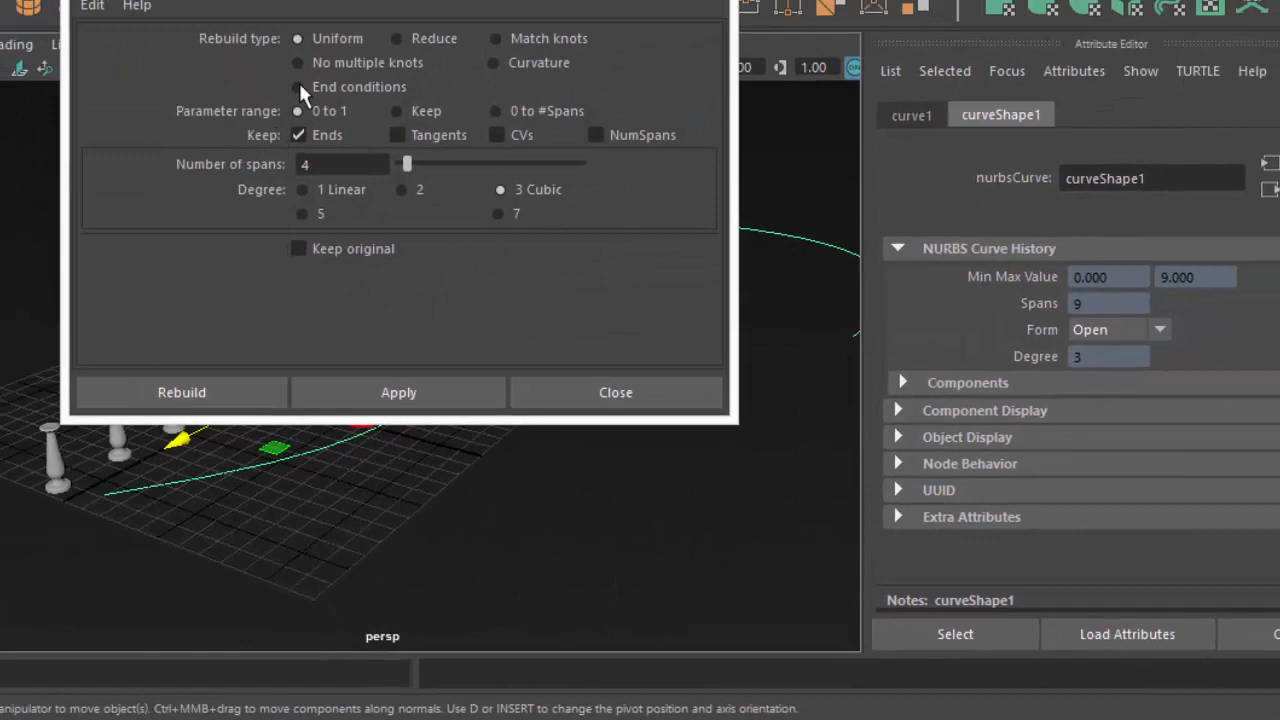 Edit Help
Rebuild type: Uniform Reduce Match knots
No multiple knots Curvature
End conditions
Parameter range: 0 to 1 Keep 0 to #Spans
Keep: Ends Tangents CVs NumSpans
Number of spans: 4
Degree: 1 Linear 2 3 Cubic
5 7
Keep original
Rebuild Apply Close
persp
00 1.00
Attribute Editor
List Selected Focus Attributes Show TURTLE Help
curve1 curveShape1
nurbsCurve: curveShape1
NURBS Curve History
Min Max Value 0.000 9.000
Spans 9
Form Open
Degree 3
Components
Component Display
Object Display
Node Behavior
UUID
Extra Attributes
Notes: curveShape1
Select Load Attributes
anipulator to move object(s). Ctrl+MMB+drag to move components along normals. Use D or INSERT to change the pivot position and axis orientation.